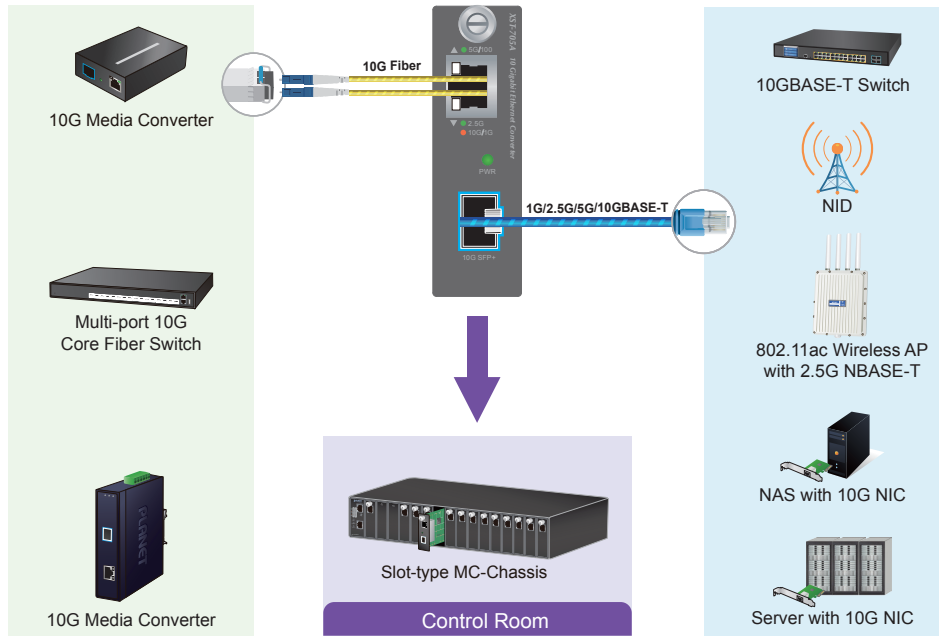 10G Media Converter
Multi-port 10G
Core Fiber Switch
PLANET
10G Media Converter
10G Fiber
XST-705A 10 Gigabit Ethernet Converter
▲ 5G/100
▼ 2.5G
10G/1G
PWR
1G/2.5G/5G/10GBASE-T
10G SFP+
Slot-type MC-Chassis
Control Room
10GBASE-T Switch
NID
802.11ac Wireless AP
with 2.5G NBASE-T
NAS with 10G NIC
Server with 10G NIC